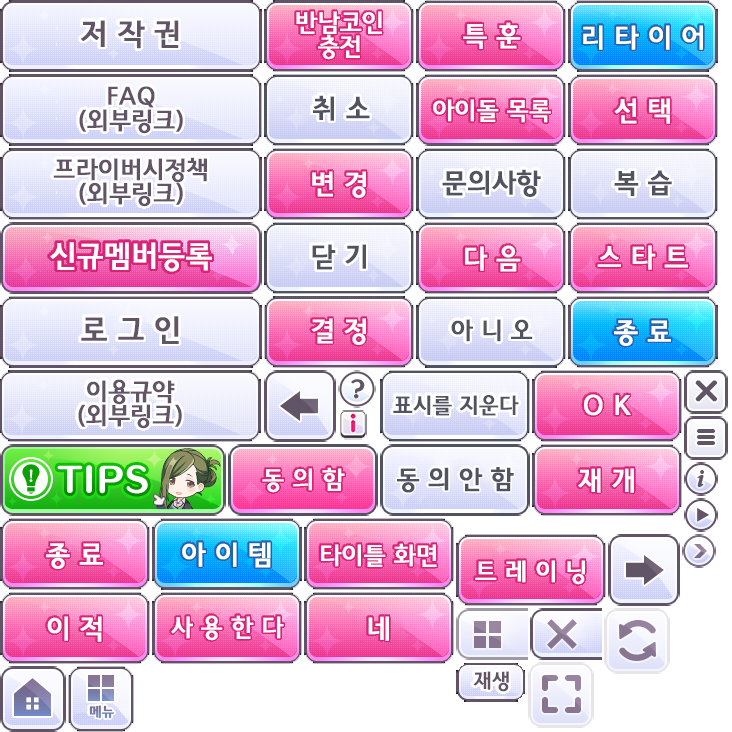 저 작 권
반남코인
충전
특 훈
리 타 이 어
FAQ
(외부링크)
취 소
아이돌 목록
선 택
프라이버시정책
(외부링크)
변 경
문의사항
복 습
신규멤버등록
닫 기
다 음
스 타 트
로 그 인
결 정
아 니 오
종 료
이용규약
(외부링크)
?
i
표시를 지운다
O K
TIPS
동 의 함
동 의 안 함
재 개
i
종 료
아 이 템
타이틀 화면
트 레 이 닝
이 적
사 용 한 다
네
재생
메뉴